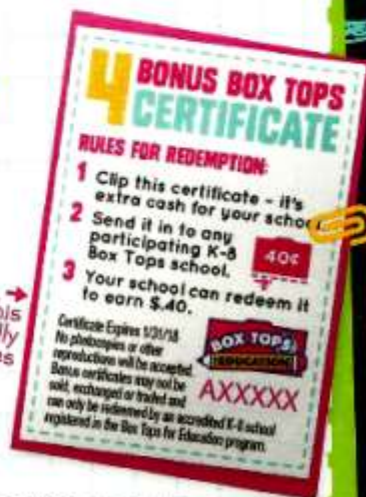 4 BONUS BOX TOPS
CERTIFICATE
RULES FOR REDEMPTION:
1 Clip this certificate - it's
extra cash for your
2 Send it in to any
participating K-8
Box Tops school.
40¢
3 Your school can redeem it
to earn $.40.
Certificate Expires 1/31/18
No photocopies or other
reproductions will be accepted.
Bonus certificates may not be
sold, exchanged or traded and
can only be redeemed by an accredited K-8 school
registered in the Box Tops for Education program.
BOX TOPS
EDUCATION
AXXXXX